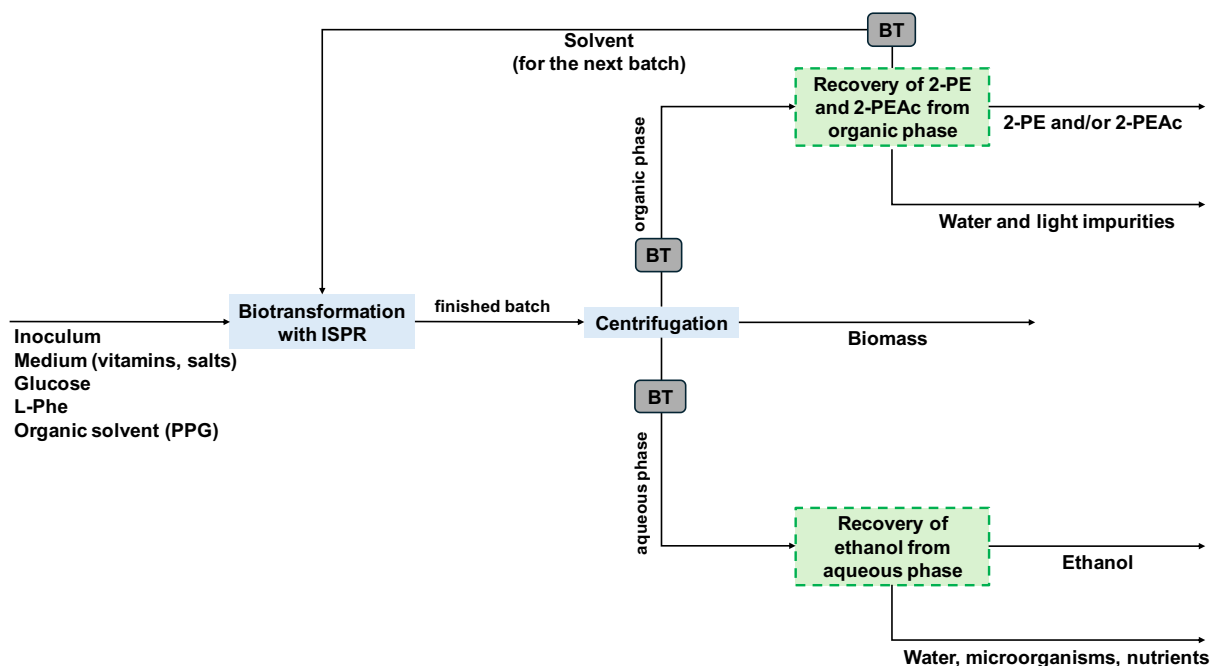 BT
Solvent
(for the next batch)
Recovery of 2-PE
and 2-PEAc from
organic phase
2-PE and/or 2-PEAc
organic phase
Water and light impurities
BT
Biotransformation
with ISPR
finished batch
Centrifugation
Biomass
Inoculum
Medium (vitamins, salts)
Glucose
L-Phe
Organic solvent (PPG)
BT
aqueous phase
Recovery of
ethanol from
aqueous phase
Ethanol
Water, microorganisms, nutrients